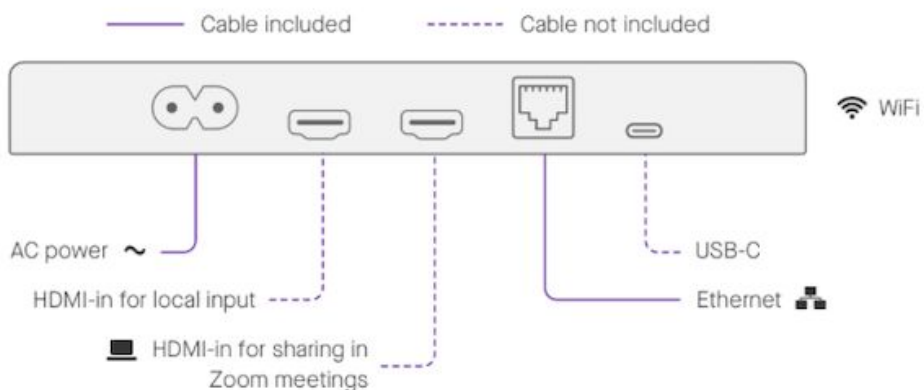 Cable included
Cable not included
WiFi
AC power
USB-C
HDMI-in for local input
Ethernet
HDMI-in for sharing in
Zoom meetings